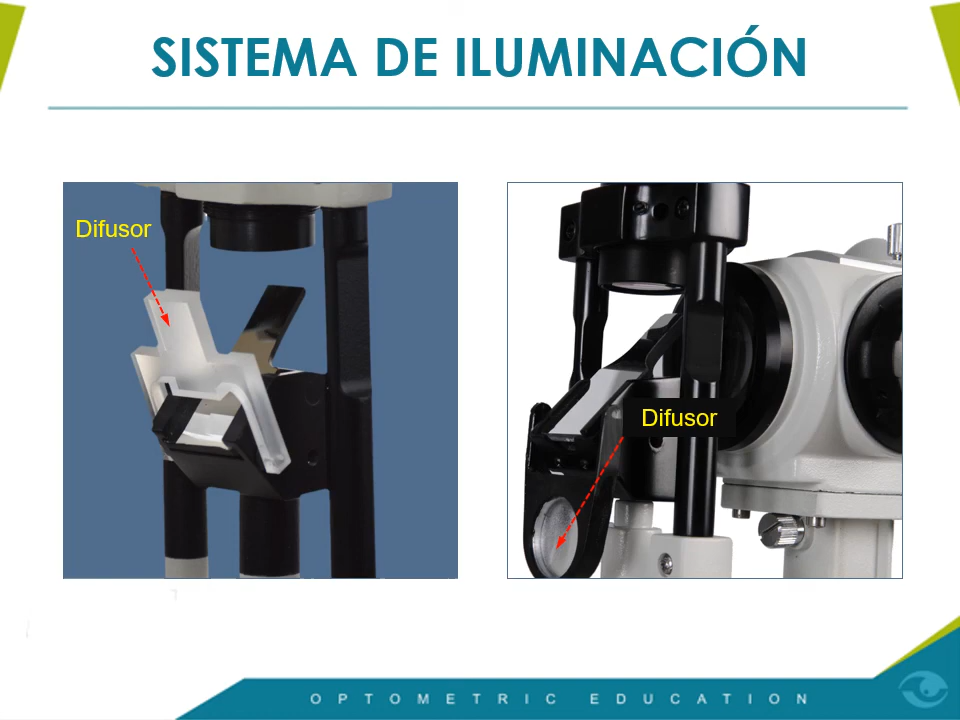 SISTEMA DE ILUMINACIÓN
Difusor
Difusor
OPTOMETRIC EDUCATION